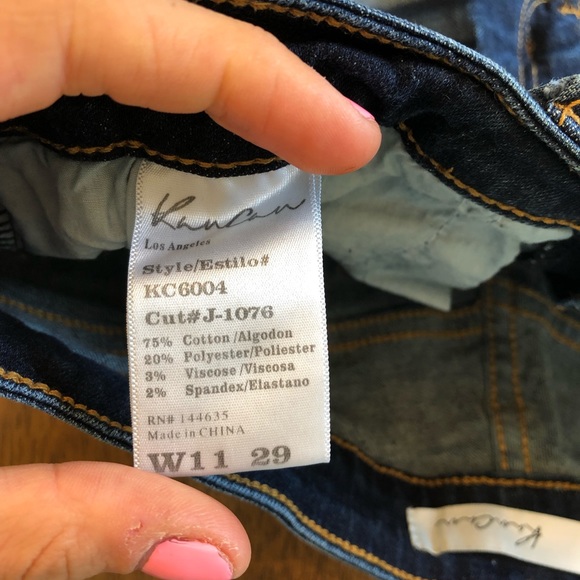 Kancan
Los Angeles
Style/Estilo#
KC6004
Cut#J-1076
75% Cotton/Algodon
20% Polyester/Poliester
3% Viscose/Viscosa
2% Spandex/Elastano
RN# 144635
Made in CHINA
W11 29
Kancan